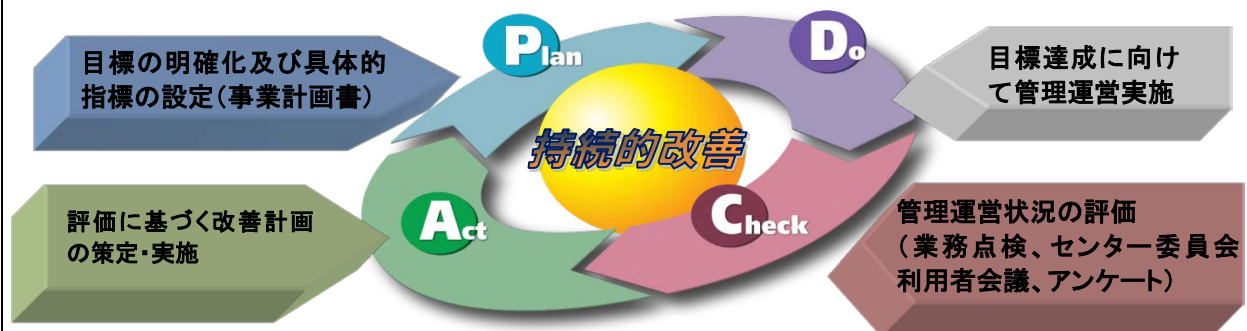 Plan
Do
目標の明確化及び具体的
指標の設定(事業計画書)
目標達成に向け
て管理運営実施
持続的改善
Act
Check
評価に基づく改善計画
の策定・実施
管理運営状況の評価
(業務点検、センター委員会
利用者会議、アンケート)